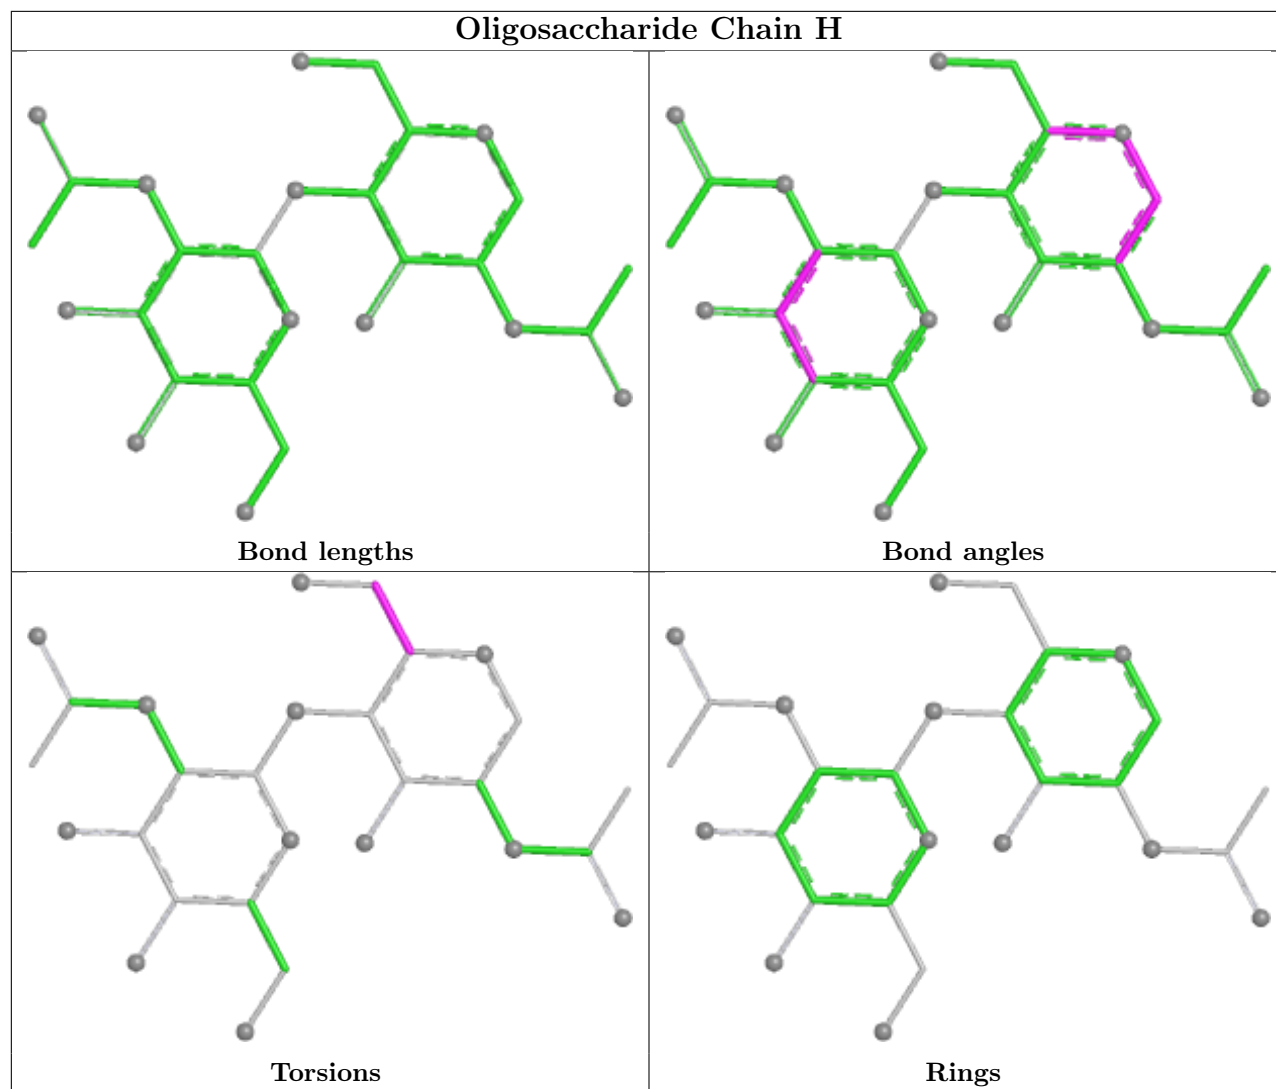 Oligosaccharide Chain H
Bond lengths
Bond angles
Torsions
Rings